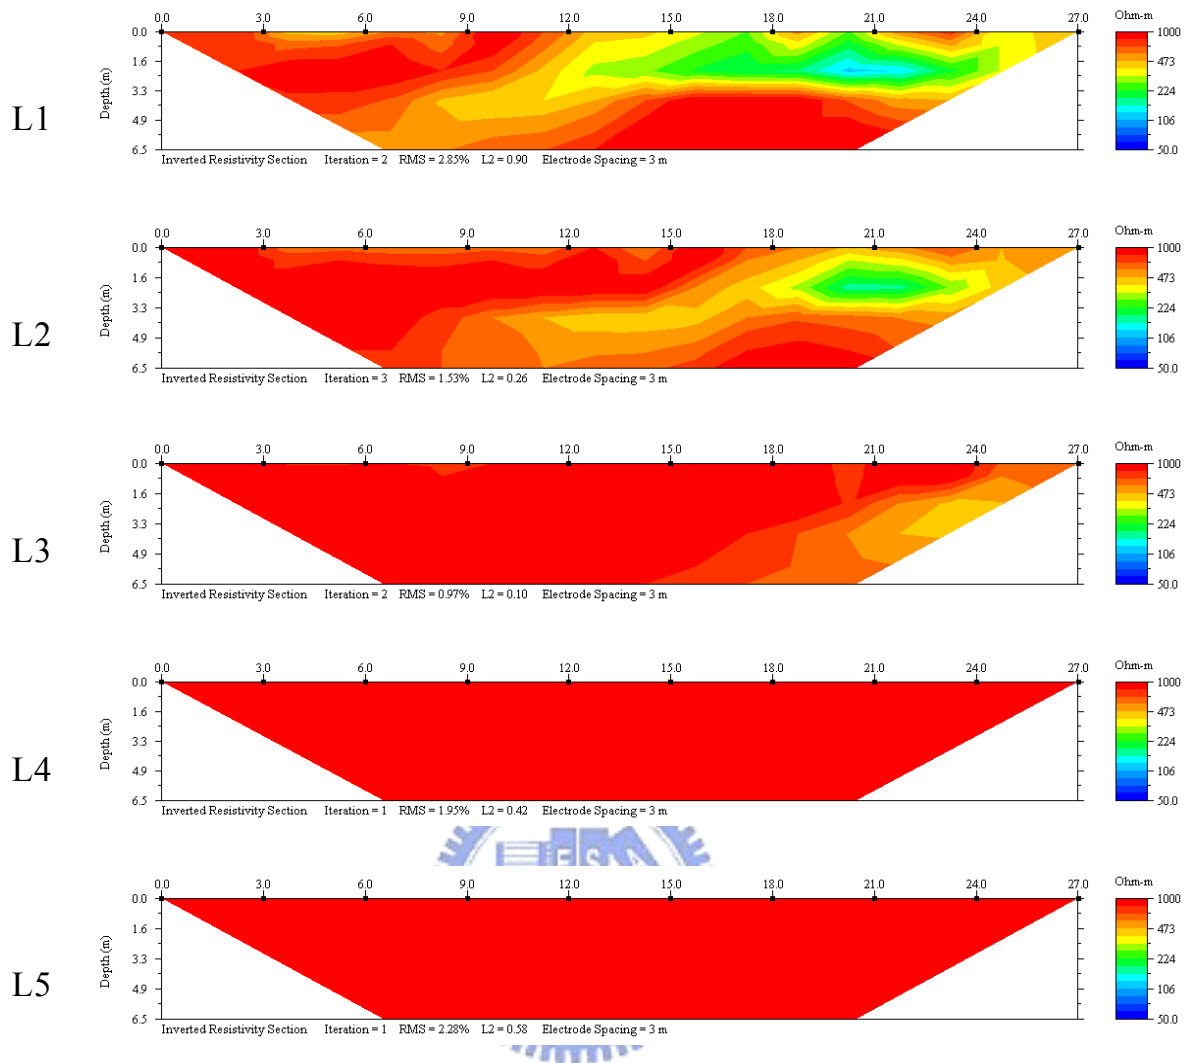 0.0 3.0 6.0 9.0 12.0 15.0 18.0 21.0 24.0 27.0 Ohm-m
L1
Depth (m)
0.0
1.6
3.3
4.9
6.5
1000
473
224
106
50.0
Inverted Resistivity Section Iteration = 2 RMS = 2.85% L2 = 0.90 Electrode Spacing = 3 m
0.0 3.0 6.0 9.0 12.0 15.0 18.0 21.0 24.0 27.0 Ohm-m
L2
Depth (m)
0.0
1.6
3.3
4.9
6.5
1000
473
224
106
50.0
Inverted Resistivity Section Iteration = 3 RMS = 1.53% L2 = 0.26 Electrode Spacing = 3 m
0.0 3.0 6.0 9.0 12.0 15.0 18.0 21.0 24.0 27.0 Ohm-m
L3
Depth (m)
0.0
1.6
3.3
4.9
6.5
1000
473
224
106
50.0
Inverted Resistivity Section Iteration = 2 RMS = 0.97% L2 = 0.10 Electrode Spacing = 3 m
0.0 3.0 6.0 9.0 12.0 15.0 18.0 21.0 24.0 27.0 Ohm-m
L4
Depth (m)
0.0
1.6
3.3
4.9
6.5
1000
473
224
106
50.0
Inverted Resistivity Section Iteration = 1 RMS = 1.95% L2 = 0.42 Electrode Spacing = 3 m
ESA
0.0 3.0 6.0 9.0 12.0 15.0 18.0 21.0 24.0 27.0 Ohm-m
L5
Depth (m)
0.0
1.6
3.3
4.9
6.5
1000
473
224
106
50.0
Inverted Resistivity Section Iteration = 1 RMS = 2.28% L2 = 0.58 Electrode Spacing = 3 m